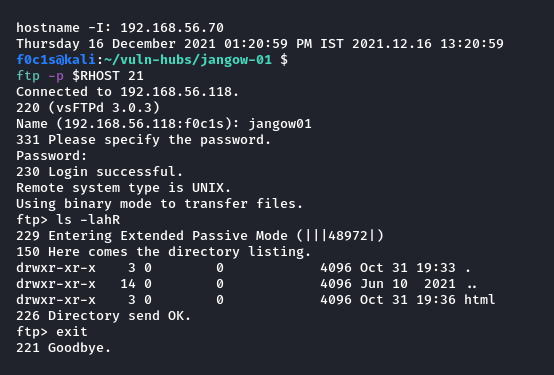 hostname -I: 192.168.56.70
Thursday 16 December 2021 01:20:59 PM IST 2021.12.16 13:20:59
f0c1s@kali:~/vuln-hubs/jangow-01 $
ftp -p $RHOST 21
Connected to 192.168.56.118.
220 (vsFTPd 3.0.3)
Name (192.168.56.118:f0c1s): jangow01
331 Please specify the password.
Password:
230 Login successful.
Remote system type is UNIX.
Using binary mode to transfer files.
ftp> ls -lahR
229 Entering Extended Passive Mode (|||48972|)
150 Here comes the directory listing.
drwxr-xr-x    3 0        0            4096 Oct 31 19:33 .
drwxr-xr-x   14 0        0            4096 Jun 10  2021 ..
drwxr-xr-x    3 0        0            4096 Oct 31 19:36 html
226 Directory send OK.
ftp> exit
221 Goodbye.